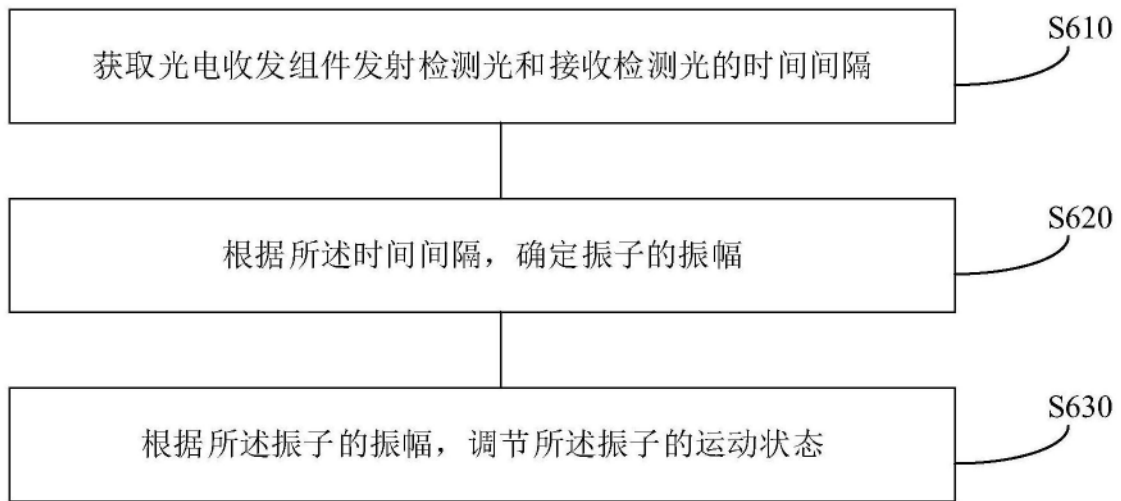 S610
获取光电收发组件发射检测光和接收检测光的时间间隔
S620
根据所述时间间隔，确定振子的振幅
S630
根据所述振子的振幅，调节所述振子的运动状态